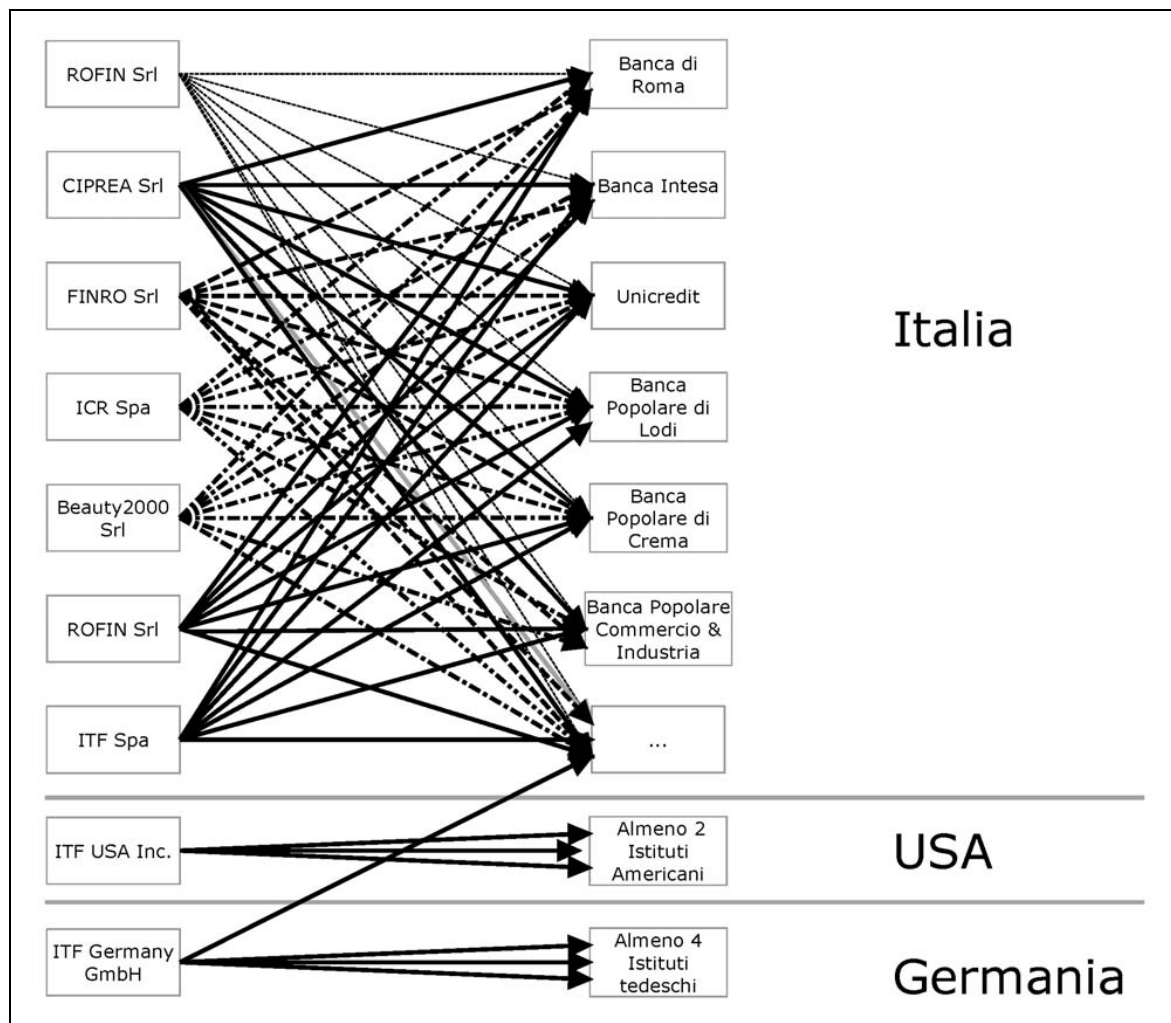 ROFIN Srl
Banca di
Roma
CIPREA Srl
Banca Intesa
FINRO Srl
Unicredit
Italia
ICR Spa
Banca
Popolare di
Lodi
Beauty2000
Srl
Banca
Popolare di
Crema
ROFIN Srl
Banca Popolare
Commercio &
Industria
ITF Spa
...
ITF USA Inc.
Almeno 2
Istituti
Americani
USA
ITF Germany
GmbH
Almeno 4
Istituti
tedeschi
Germania